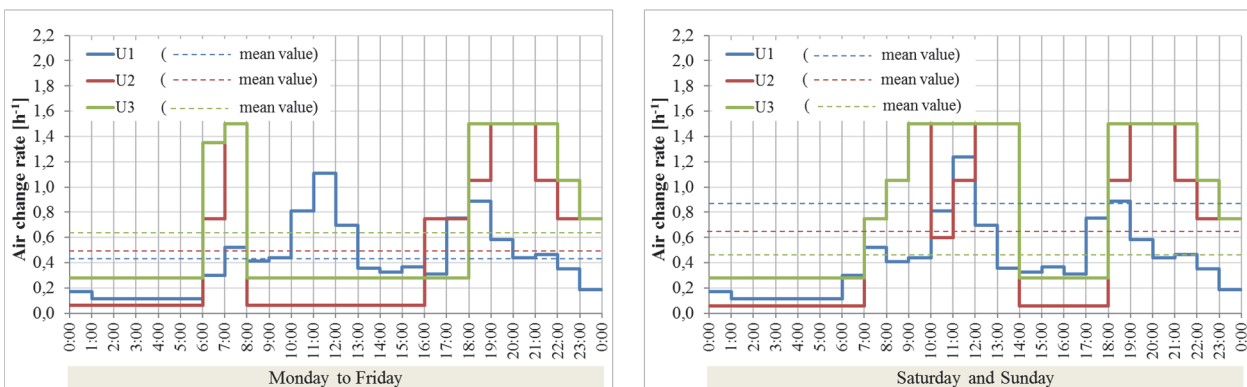 Air change rate [h⁻¹]
2,2
2,0
1,8
1,6
1,4
1,2
1,0
0,8
0,6
0,4
0,2
0,0
U1 ( mean value)
U2 ( mean value)
U3 ( mean value)
0:00 1:00 2:00 3:00 4:00 5:00 6:00 7:00 8:00 9:00 10:00 11:00 12:00 13:00 14:00 15:00 16:00 17:00 18:00 19:00 20:00 21:00 22:00 23:00 0:00
Monday to Friday
Air change rate [h⁻¹]
2,2
2,0
1,8
1,6
1,4
1,2
1,0
0,8
0,6
0,4
0,2
0,0
U1 ( mean value)
U2 ( mean value)
U3 ( mean value)
0:00 1:00 2:00 3:00 4:00 5:00 6:00 7:00 8:00 9:00 10:00 11:00 12:00 13:00 14:00 15:00 16:00 17:00 18:00 19:00 20:00 21:00 22:00 23:00 0:00
Saturday and Sunday